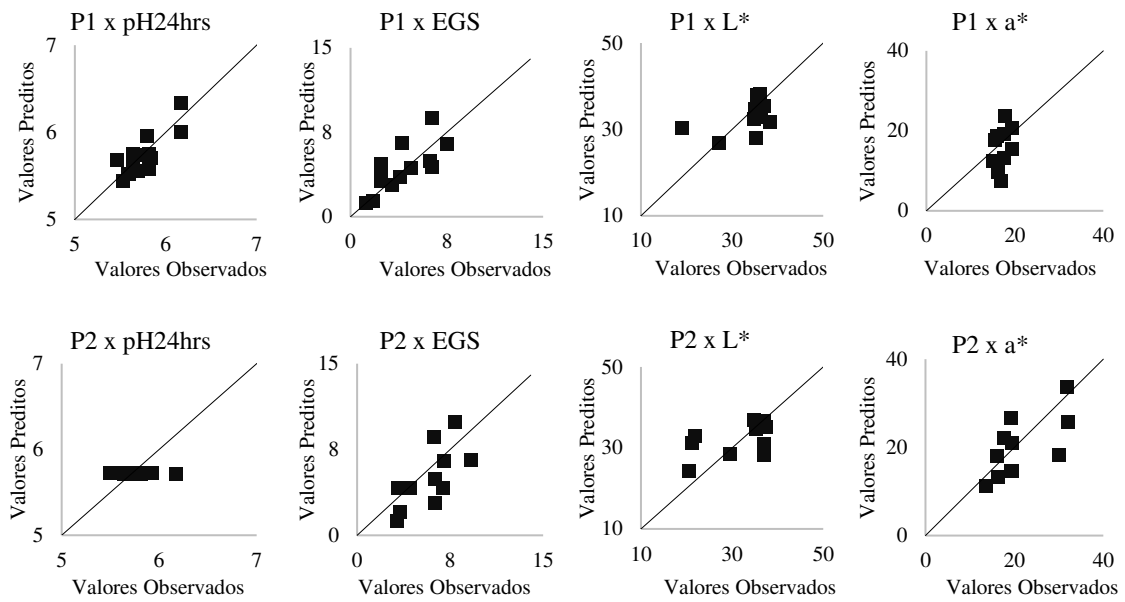 P1 x pH24hrs
7
6
5
5 6 7
Valores Preditos
Valores Observados
P1 x EGS
15
8
0
0 8 15
Valores Preditos
Valores Observados
P1 x L*
50
30
10
10 30 50
Valores Preditos
Valores Observados
P1 x a*
40
20
0
0 20 40
Valores Preditos
Valores Observados
P2 x pH24hrs
7
6
5
5 6 7
Valores Preditos
Valores Observados
P2 x EGS
15
8
0
0 8 15
Valores Preditos
Valores Observados
P2 x L*
50
30
10
10 30 50
Valores Preditos
Valores Observados
P2 x a*
40
20
0
0 20 40
Valores Preditos
Valores Observados